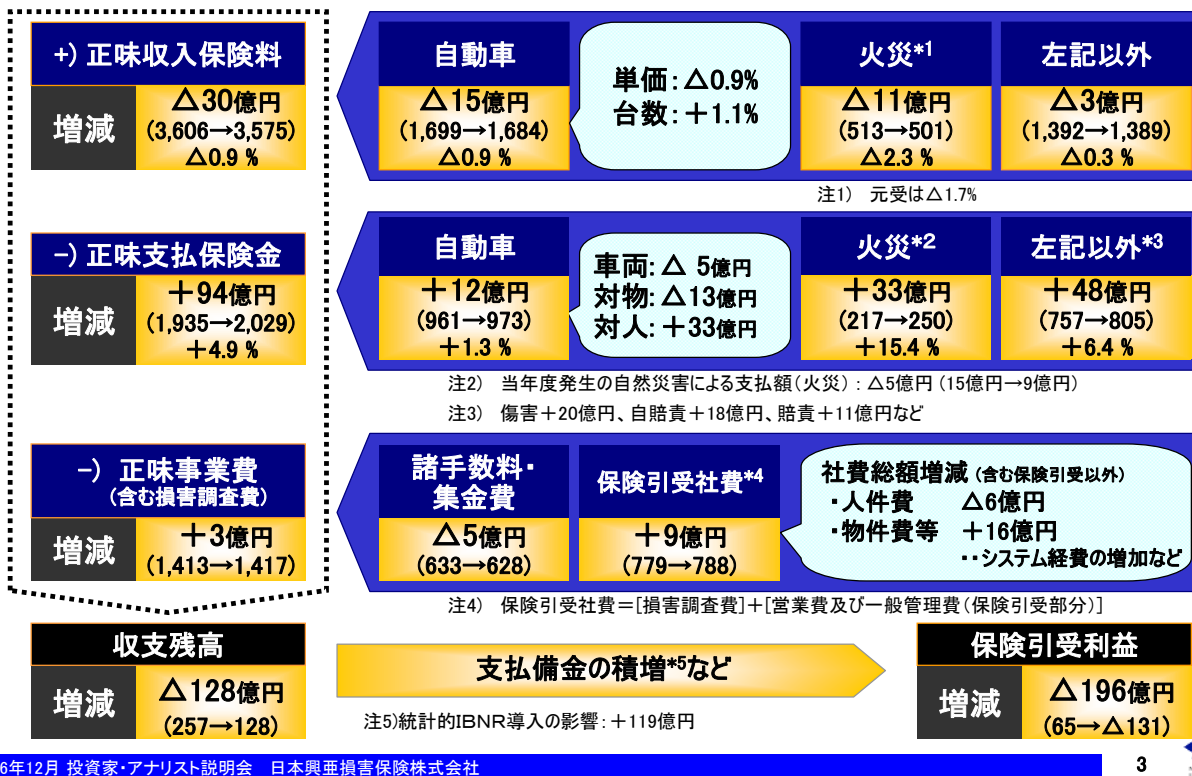 +）正味収入保険料
増減
△30億円
（3,606→3,575）
△0.9 %
自動車
△15億円
（1,699→1,684）
△0.9 %
単価：△0.9%
台数：＋1.1%
火災*1
△11億円
（513→501）
△2.3 %
左記以外
△3億円
（1,392→1,389）
△0.3 %
注1）　元受は△1.7%
−）正味支払保険金
増減
＋94億円
（1,935→2,029）
＋4.9 %
自動車
＋12億円
（961→973）
＋1.3 %
車両：△ 5億円
対物：△13億円
対人：＋33億円
火災*2
＋33億円
（217→250）
＋15.4 %
左記以外*3
＋48億円
（757→805）
＋6.4 %
注2）　当年度発生の自然災害による支払額（火災）：△5億円（15億円→9億円）
注3）　傷害＋20億円、自賠責＋18億円、賠責＋11億円など
−）正味事業費
（含む損害調査費）
増減
＋3億円
（1,413→1,417）
諸手数料・
集金費
△5億円
（633→628）
保険引受社費*4
＋9億円
（779→788）
社費総額増減（含む保険引受以外）
・人件費　△6億円
・物件費等　＋16億円
‥システム経費の増加など
注4）　保険引受社費＝[損害調査費]＋[営業費及び一般管理費（保険引受部分）]
収支残高
増減
△128億円
（257→128）
支払備金の積増*5など
注5)統計的IBNR導入の影響：＋119億円
保険引受利益
増減
△196億円
（65→△131）
6年12月 投資家・アナリスト説明会　日本興亜損害保険株式会社
3